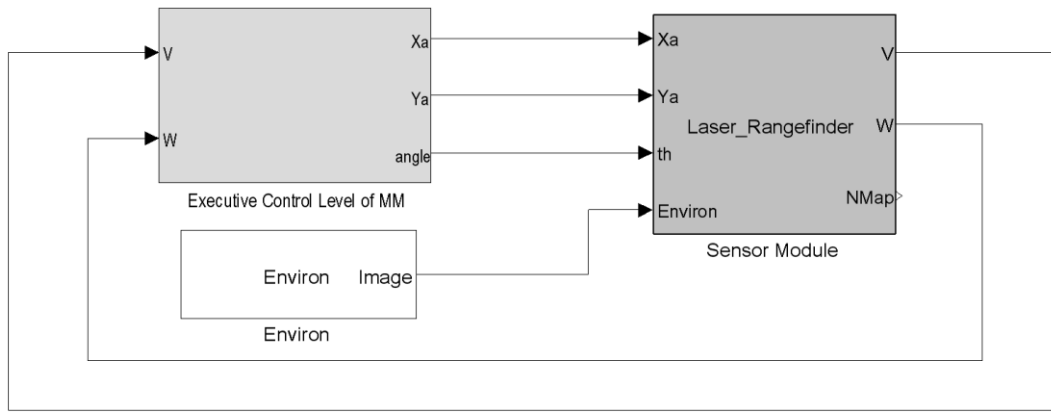 Xa
Xa
V
V
Ya
Ya
Laser_Rangefinder
W
W
angle
th
Executive Control Level of MM
NMap
Environ
Sensor Module
Environ
Image
Environ